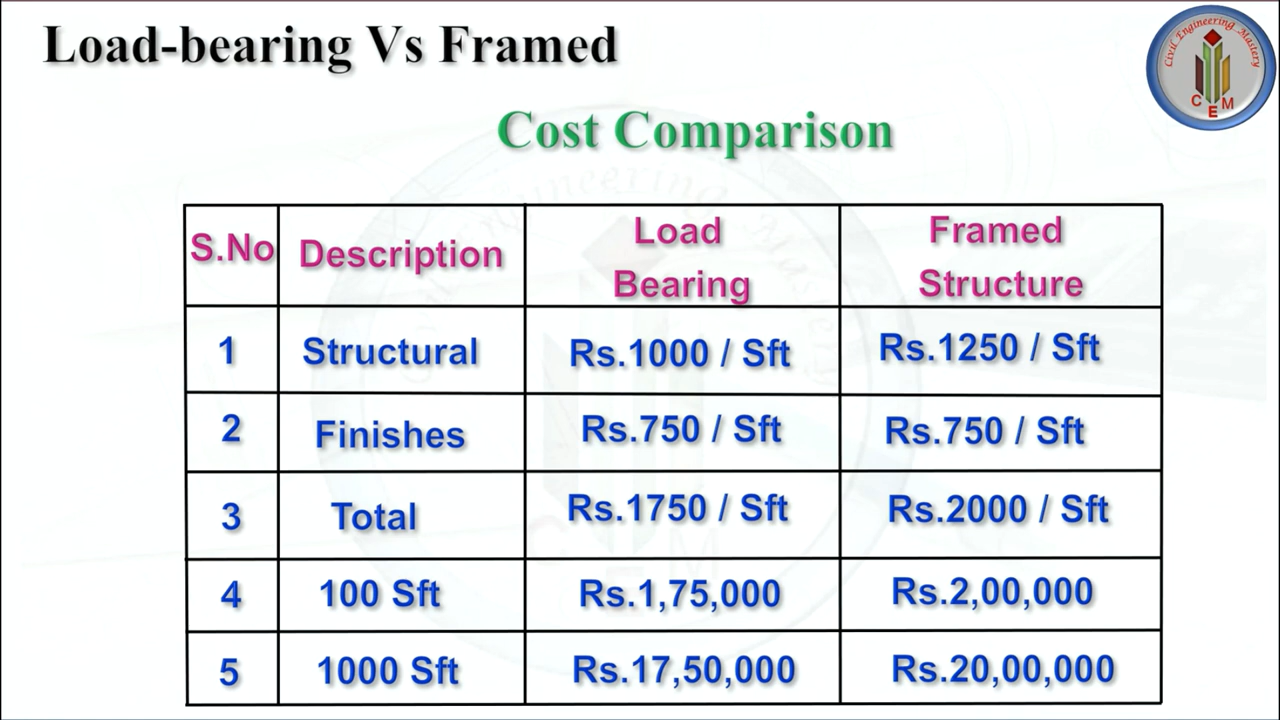 Load-bearing Vs Framed
Civil Engineering Mastery
C E M
Cost Comparison
S.No Description Load Bearing Framed Structure
1 Structural Rs.1000 / Sft Rs.1250 / Sft
2 Finishes Rs.750 / Sft Rs.750 / Sft
3 Total Rs.1750 / Sft Rs.2000 / Sft
4 100 Sft Rs.1,75,000 Rs.2,00,000
5 1000 Sft Rs.17,50,000 Rs.20,00,000